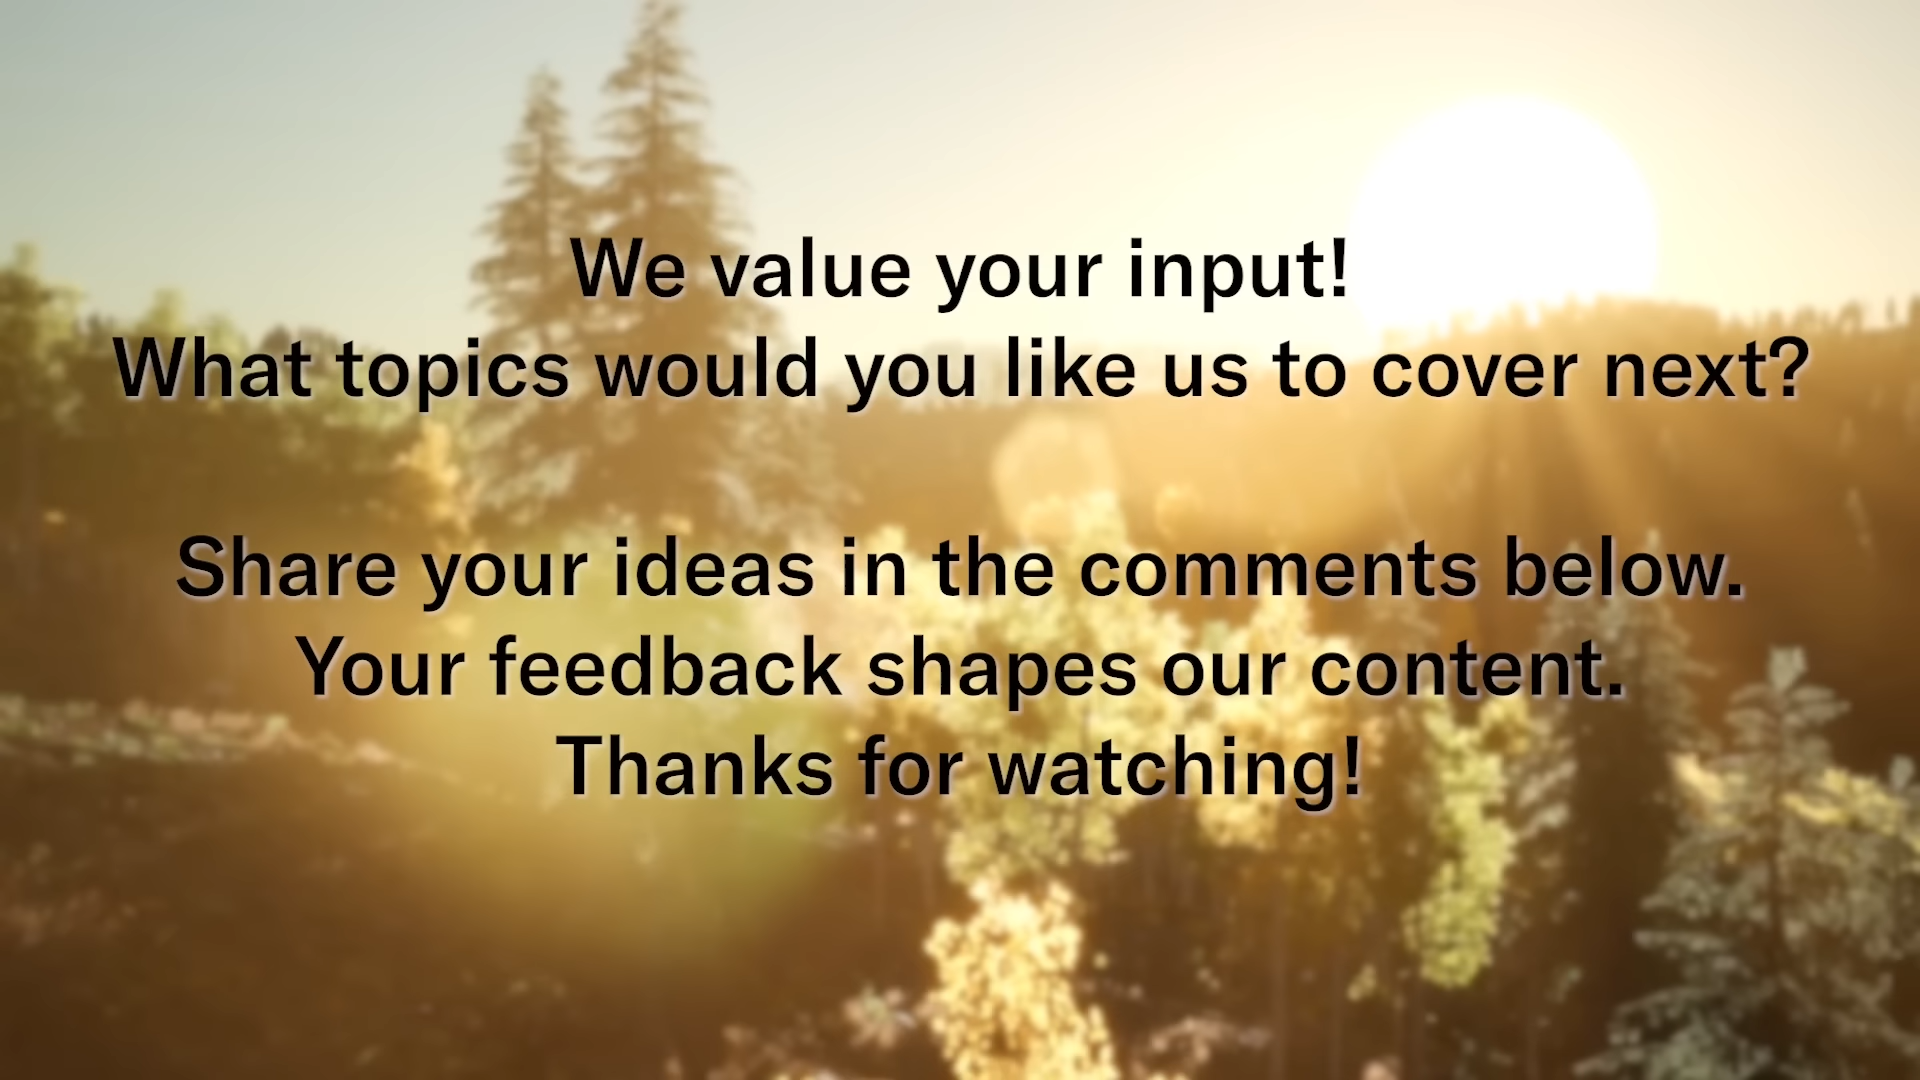 We value your input!
What topics would you like us to cover next?
Share your ideas in the comments below.
Your feedback shapes our content.
Thanks for watching!